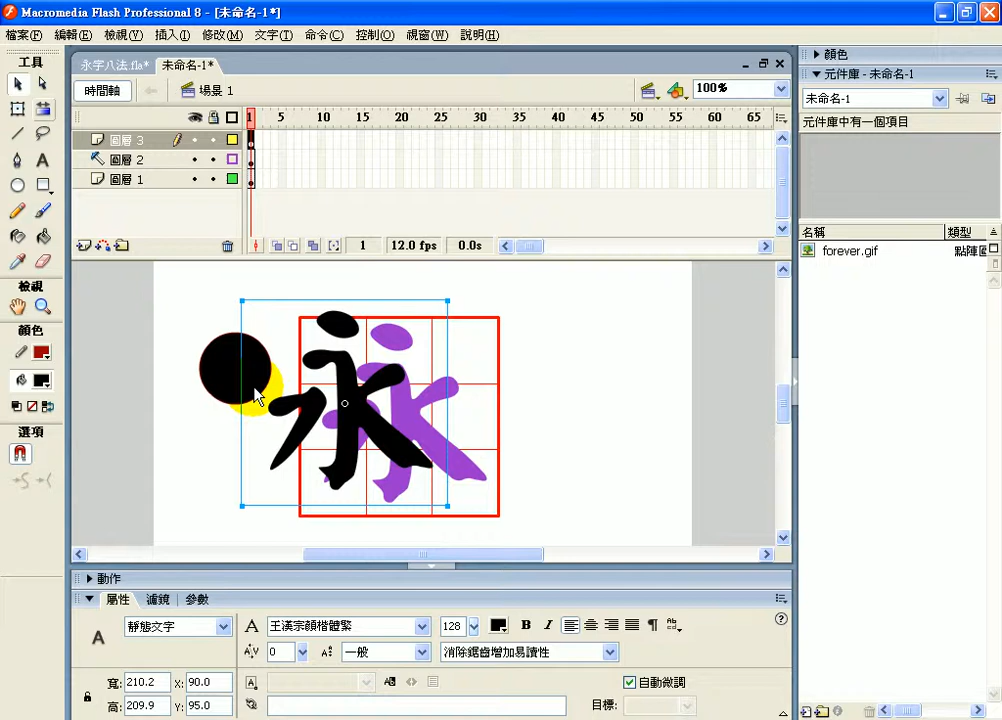 Macromedia Flash Professional 8 - [未命名-1*]
檔案(F) 編輯(E) 檢視(V) 插入(I) 修改(M) 文字(T) 命令(C) 控制(O) 視窗(W) 說明(H)
工具
永字八法.fla* 未命名-1*
時間軸 場景 1 100%
1 5 10 15 20 25 30 35 40 45 50 55 60 65
圖層 3
圖層 2
圖層 1
1 12.0 fps 0.0s
檢視
顏色
選項
永 永
動作
屬性 濾鏡 參數
A 靜態文字 A 王漢宗顏楷體繁 128 B I
A/V 0 一般 消除鋸齒增加易讀性
寬: 210.2 X: 90.0 自動微調
高: 209.9 Y: 95.0 目標:
顏色
元件庫 - 未命名-1
未命名-1
元件庫中有一個項目
名稱 類型
forever.gif 點陣圖